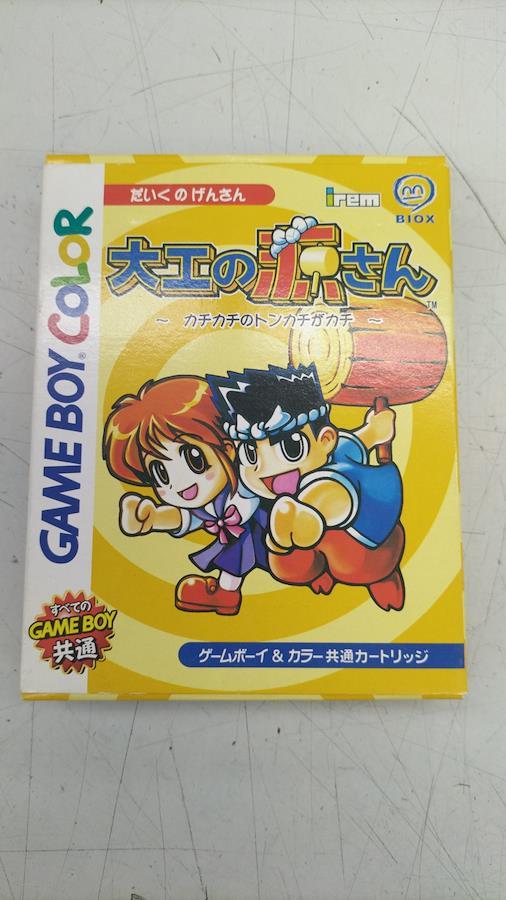 だいくのげんさん
irem
BIOX
大工の源さん
TM
～ カチカチのトンカチがカチ ～
GAME BOY® COLOR
すべての
GAME BOY
共通
ゲームボーイ & カラー共通カートリッジ